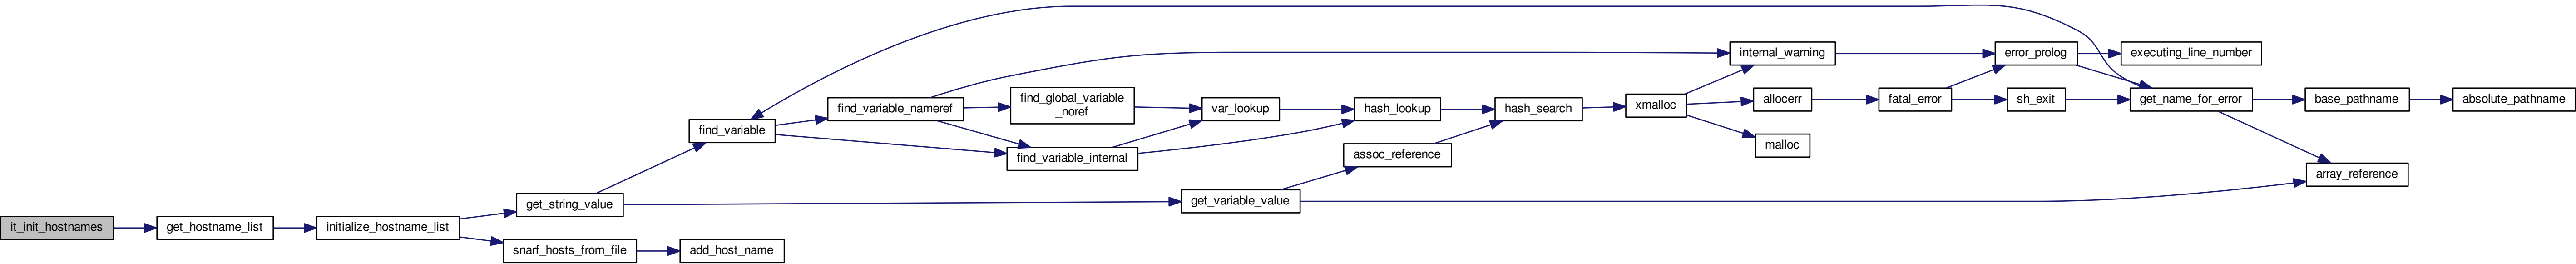 it_init_hostnames
get_hostname_list
initialize_hostname_list
get_string_value
snarf_hosts_from_file
find_variable
add_host_name
find_variable_nameref
find_global_variable
_noref
find_variable_internal
get_variable_value
var_lookup
assoc_reference
hash_lookup
hash_search
xmalloc
internal_warning
allocerr
malloc
fatal_error
error_prolog
sh_exit
executing_line_number
get_name_for_error
base_pathname
array_reference
absolute_pathname